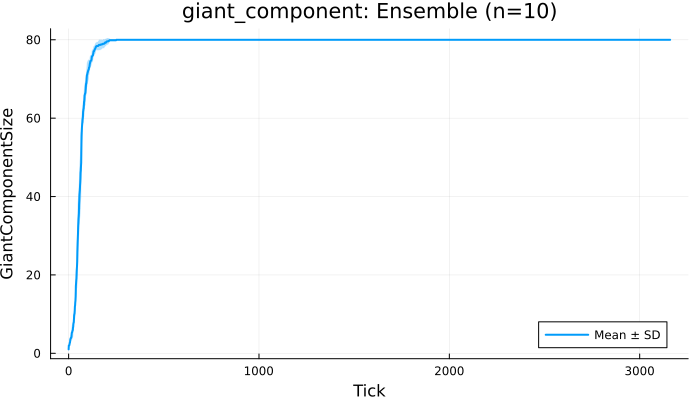 giant_component: Ensemble (n=10)
GiantComponentSize
80
60
40
20
0
0 1000 2000 3000
Tick
Mean ± SD